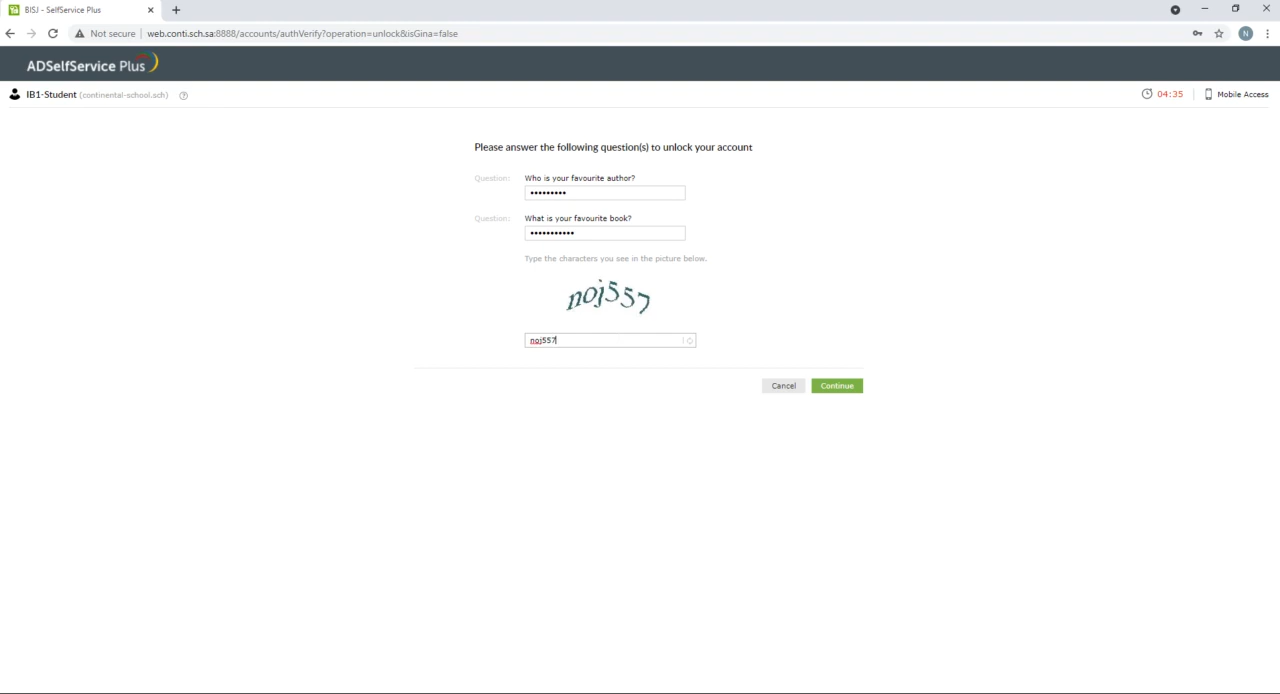 BISJ - SelfService Plus
Not secure | web.conti.sch.sa:8888/accounts/authVerify?operation=unlock&isGina=false
N
ADSelfService Plus
IB1-Student (continental-school.sch) ?
04:35
Mobile Access
Please answer the following question(s) to unlock your account
Question: Who is your favourite author?
•••••••••
Question: What is your favourite book?
•••••••••••
Type the characters you see in the picture below.
noj557
noj557
Cancel Continue